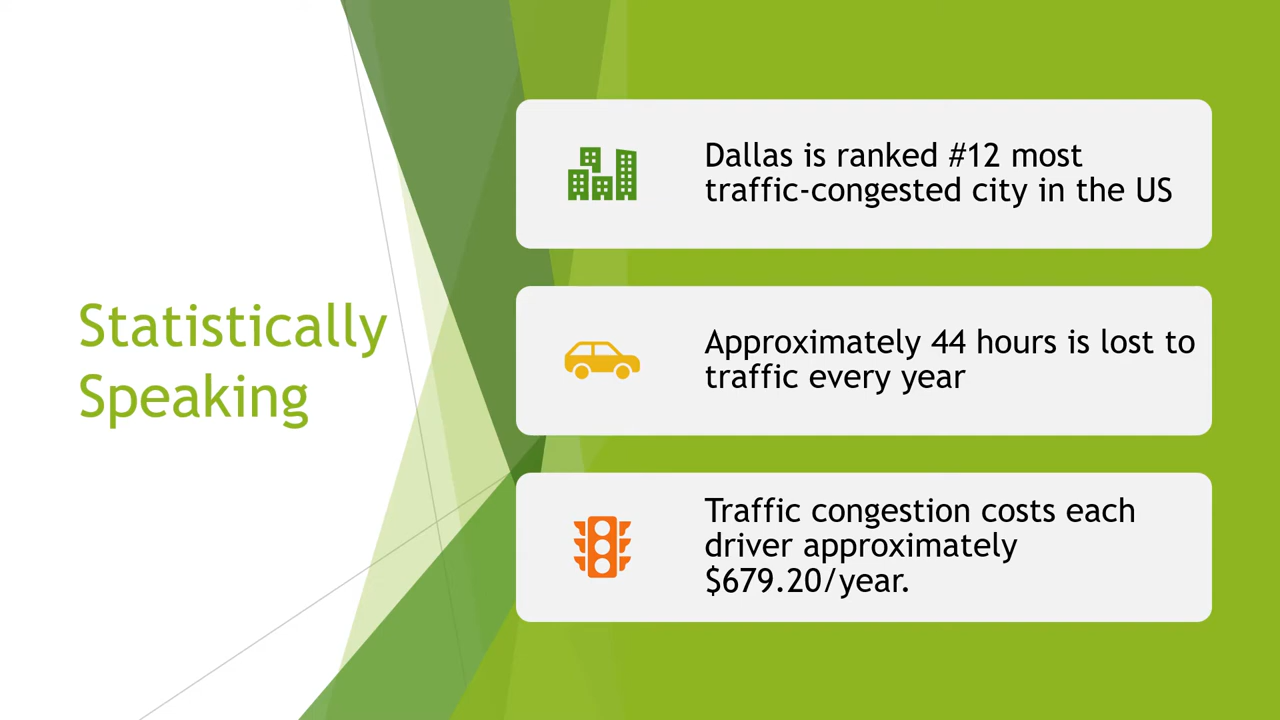 Statistically
Speaking
Dallas is ranked #12 most
traffic-congested city in the US
Approximately 44 hours is lost to
traffic every year
Traffic congestion costs each
driver approximately
$679.20/year.